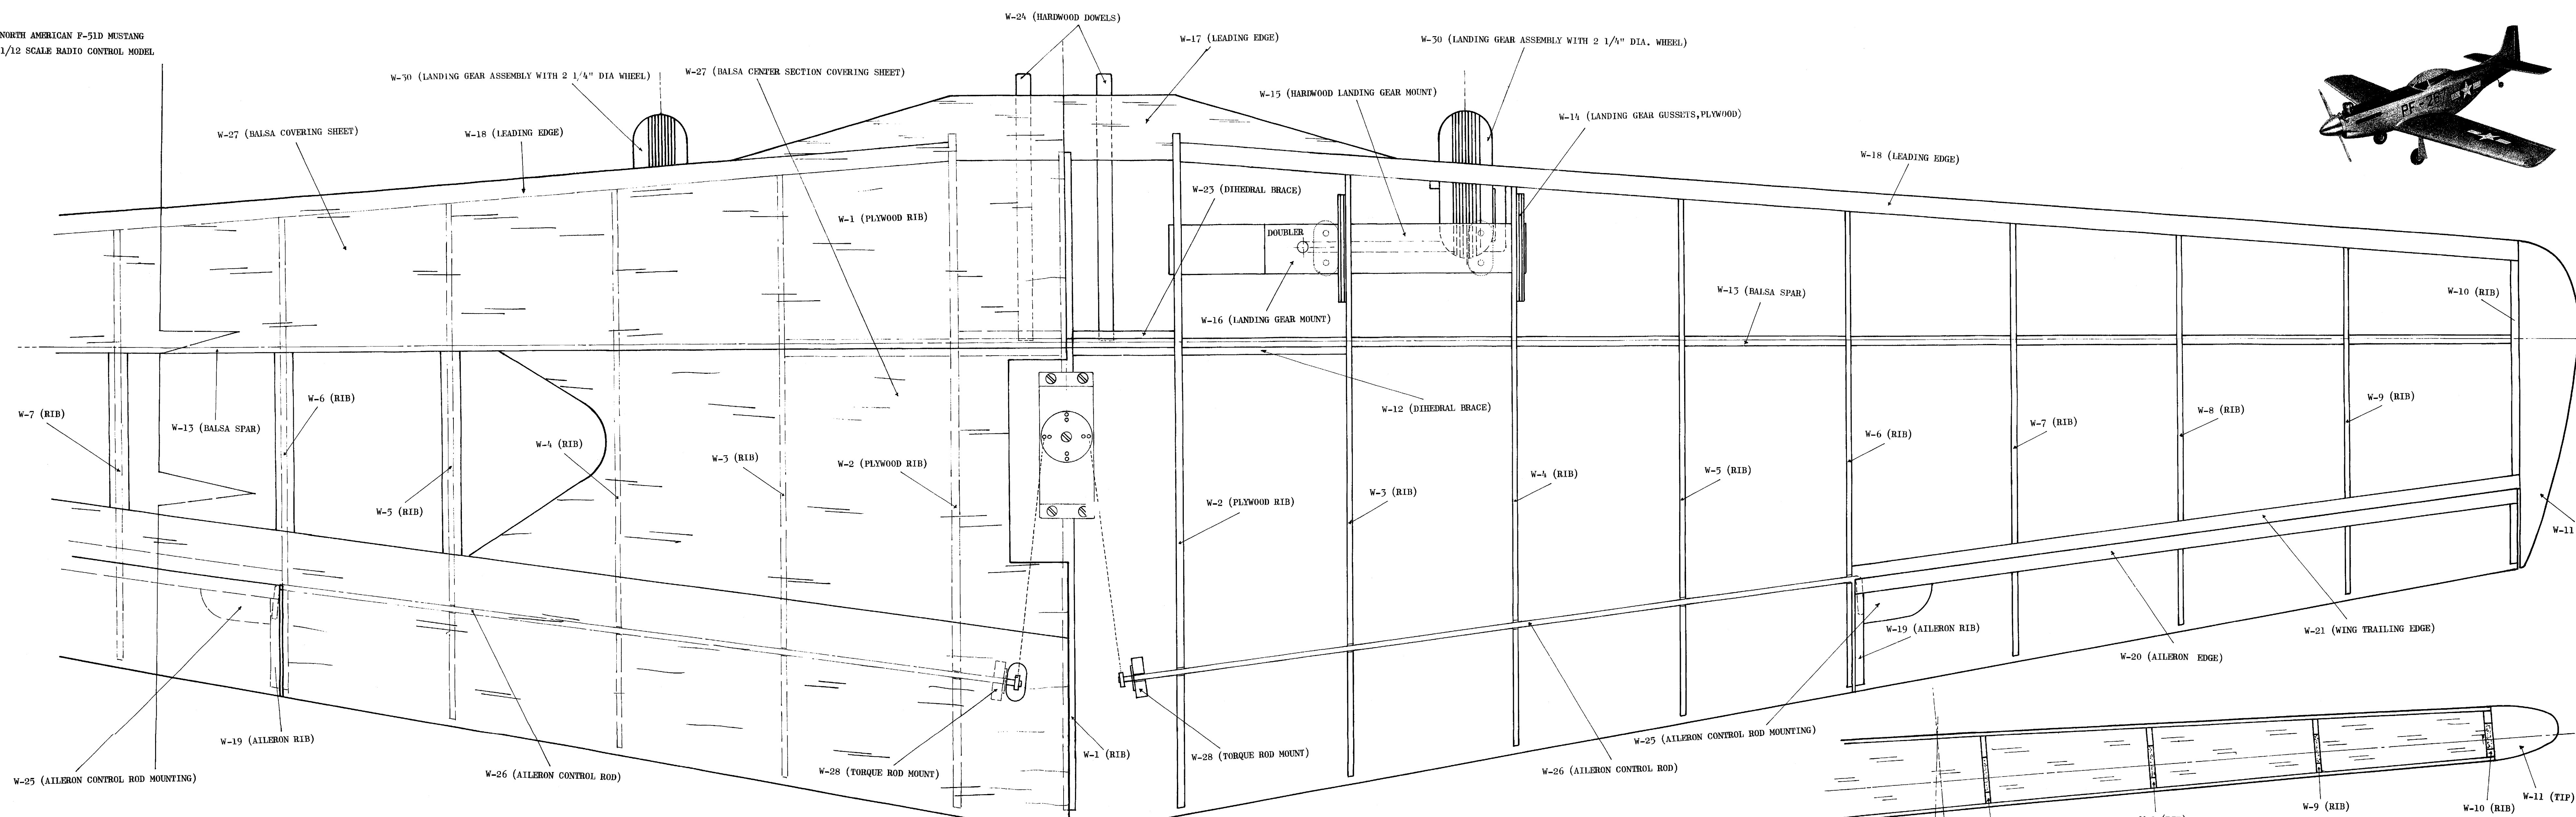 NORTH AMERICAN F-51D MUSTANG
1/12 SCALE RADIO CONTROL MODEL
W-24 (HARDWOOD DOWELS)
W-17 (LEADING EDGE)
W-30 (LANDING GEAR ASSEMBLY WITH 2 1/4" DIA. WHEEL)
W-30 (LANDING GEAR ASSEMBLY WITH 2 1/4" DIA WHEEL)
W-27 (BALSA CENTER SECTION COVERING SHEET)
W-15 (HARDWOOD LANDING GEAR MOUNT)
W-14 (LANDING GEAR GUSSETS,PLYWOOD)
W-27 (BALSA COVERING SHEET)
W-18 (LEADING EDGE)
W-18 (LEADING EDGE)
W-23 (DIHEDRAL BRACE)
W-1 (PLYWOOD RIB)
DOUBLER
W-16 (LANDING GEAR MOUNT)
W-13 (BALSA SPAR)
W-10 (RIB)
W-7 (RIB)
W-6 (RIB)
W-13 (BALSA SPAR)
W-4 (RIB)
W-3 (RIB)
W-2 (PLYWOOD RIB)
W-5 (RIB)
W-12 (DIHEDRAL BRACE)
W-9 (RIB)
W-8 (RIB)
W-7 (RIB)
W-6 (RIB)
W-5 (RIB)
W-4 (RIB)
W-3 (RIB)
W-2 (PLYWOOD RIB)
W-11
W-19 (AILERON RIB)
W-21 (WING TRAILING EDGE)
W-20 (AILERON EDGE)
W-19 (AILERON RIB)
W-25 (AILERON CONTROL ROD MOUNTING)
W-25 (AILERON CONTROL ROD MOUNTING)
W-26 (AILERON CONTROL ROD)
W-28 (TORQUE ROD MOUNT)
W-1 (RIB)
W-28 (TORQUE ROD MOUNT)
W-26 (AILERON CONTROL ROD)
W-9 (RIB)
W-10 (RIB)
W-11 (TIP)